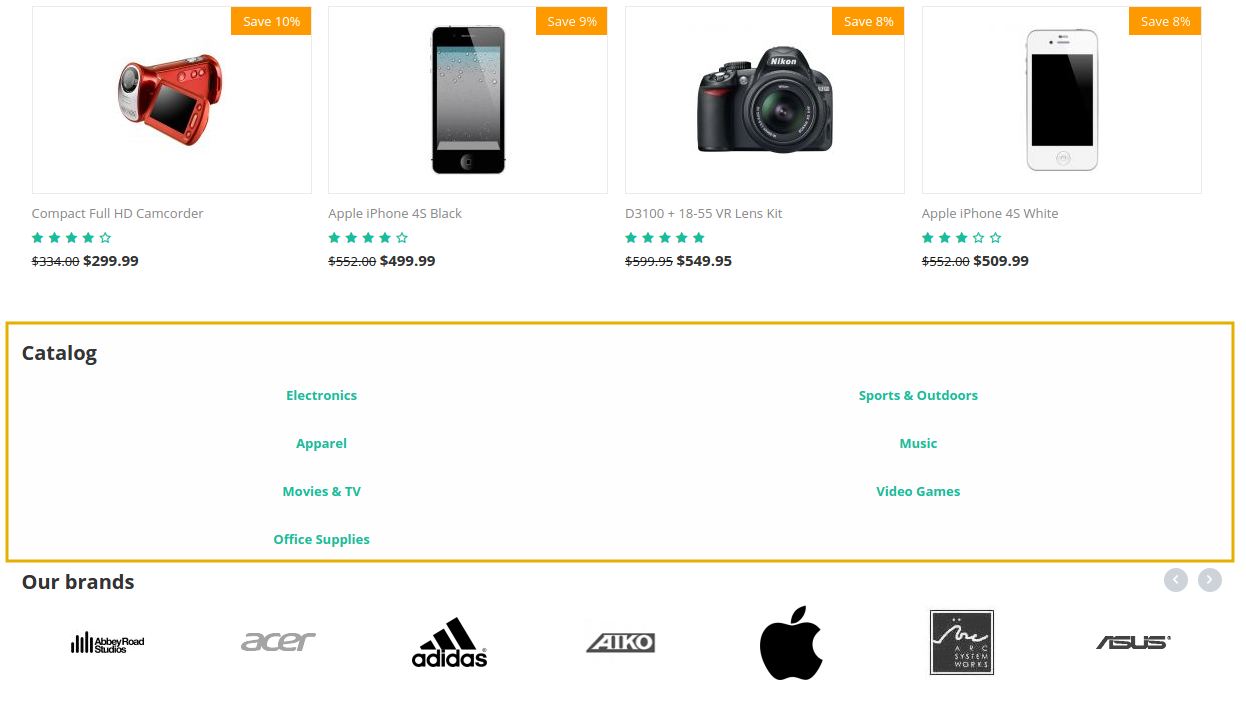 Save 10%
Save 9%
Save 8%
Save 8%
Nikon
Compact Full HD Camcorder
Apple iPhone 4S Black
D3100 + 18-55 VR Lens Kit
Apple iPhone 4S White
$334.00 $299.99
$552.00 $499.99
$599.95 $549.95
$552.00 $509.99
Catalog
Electronics
Sports & Outdoors
Apparel
Music
Movies & TV
Video Games
Office Supplies
Our brands
AbbeyRoad
Studios
acer
adidas
AIKO
Arc
ARC
SYSTEM
WORKS
ASUS